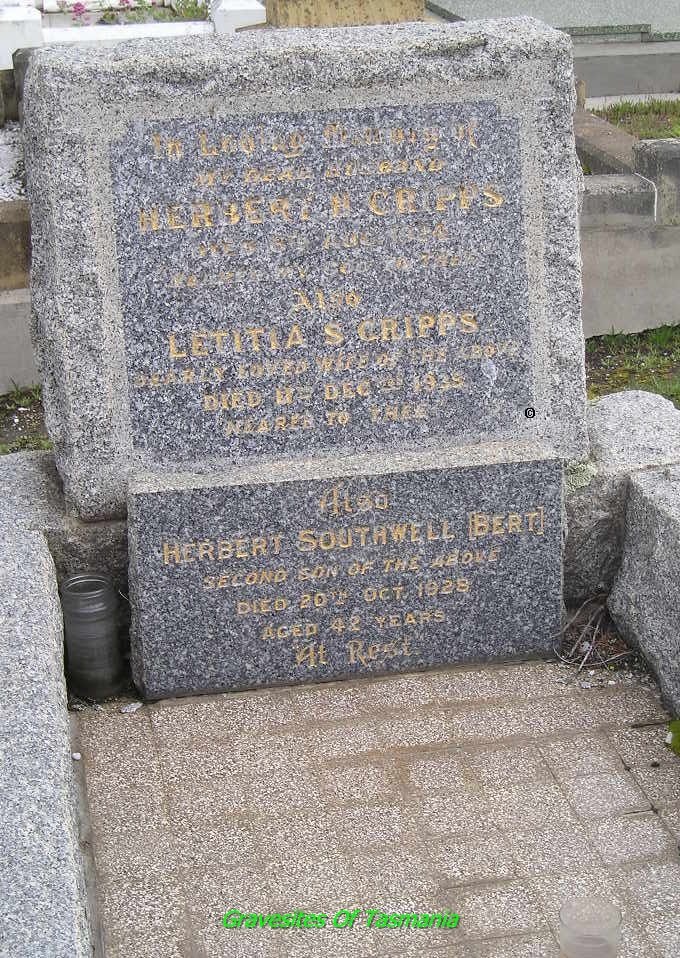 In Loving Memory of
MY DEAR HUSBAND
HERBERT H CRIPPS
DIED
Also
LETITIA S CRIPPS
DEARLY LOVED WIFE OF THE ABOVE
DIED DEC 1935
NEARER TO THEE
Also
HERBERT SOUTHWELL [BERT]
SECOND SON OF THE ABOVE
DIED 20TH OCT 1928
AGED 42 YEARS
At Rest
©
Gravesites Of Tasmania